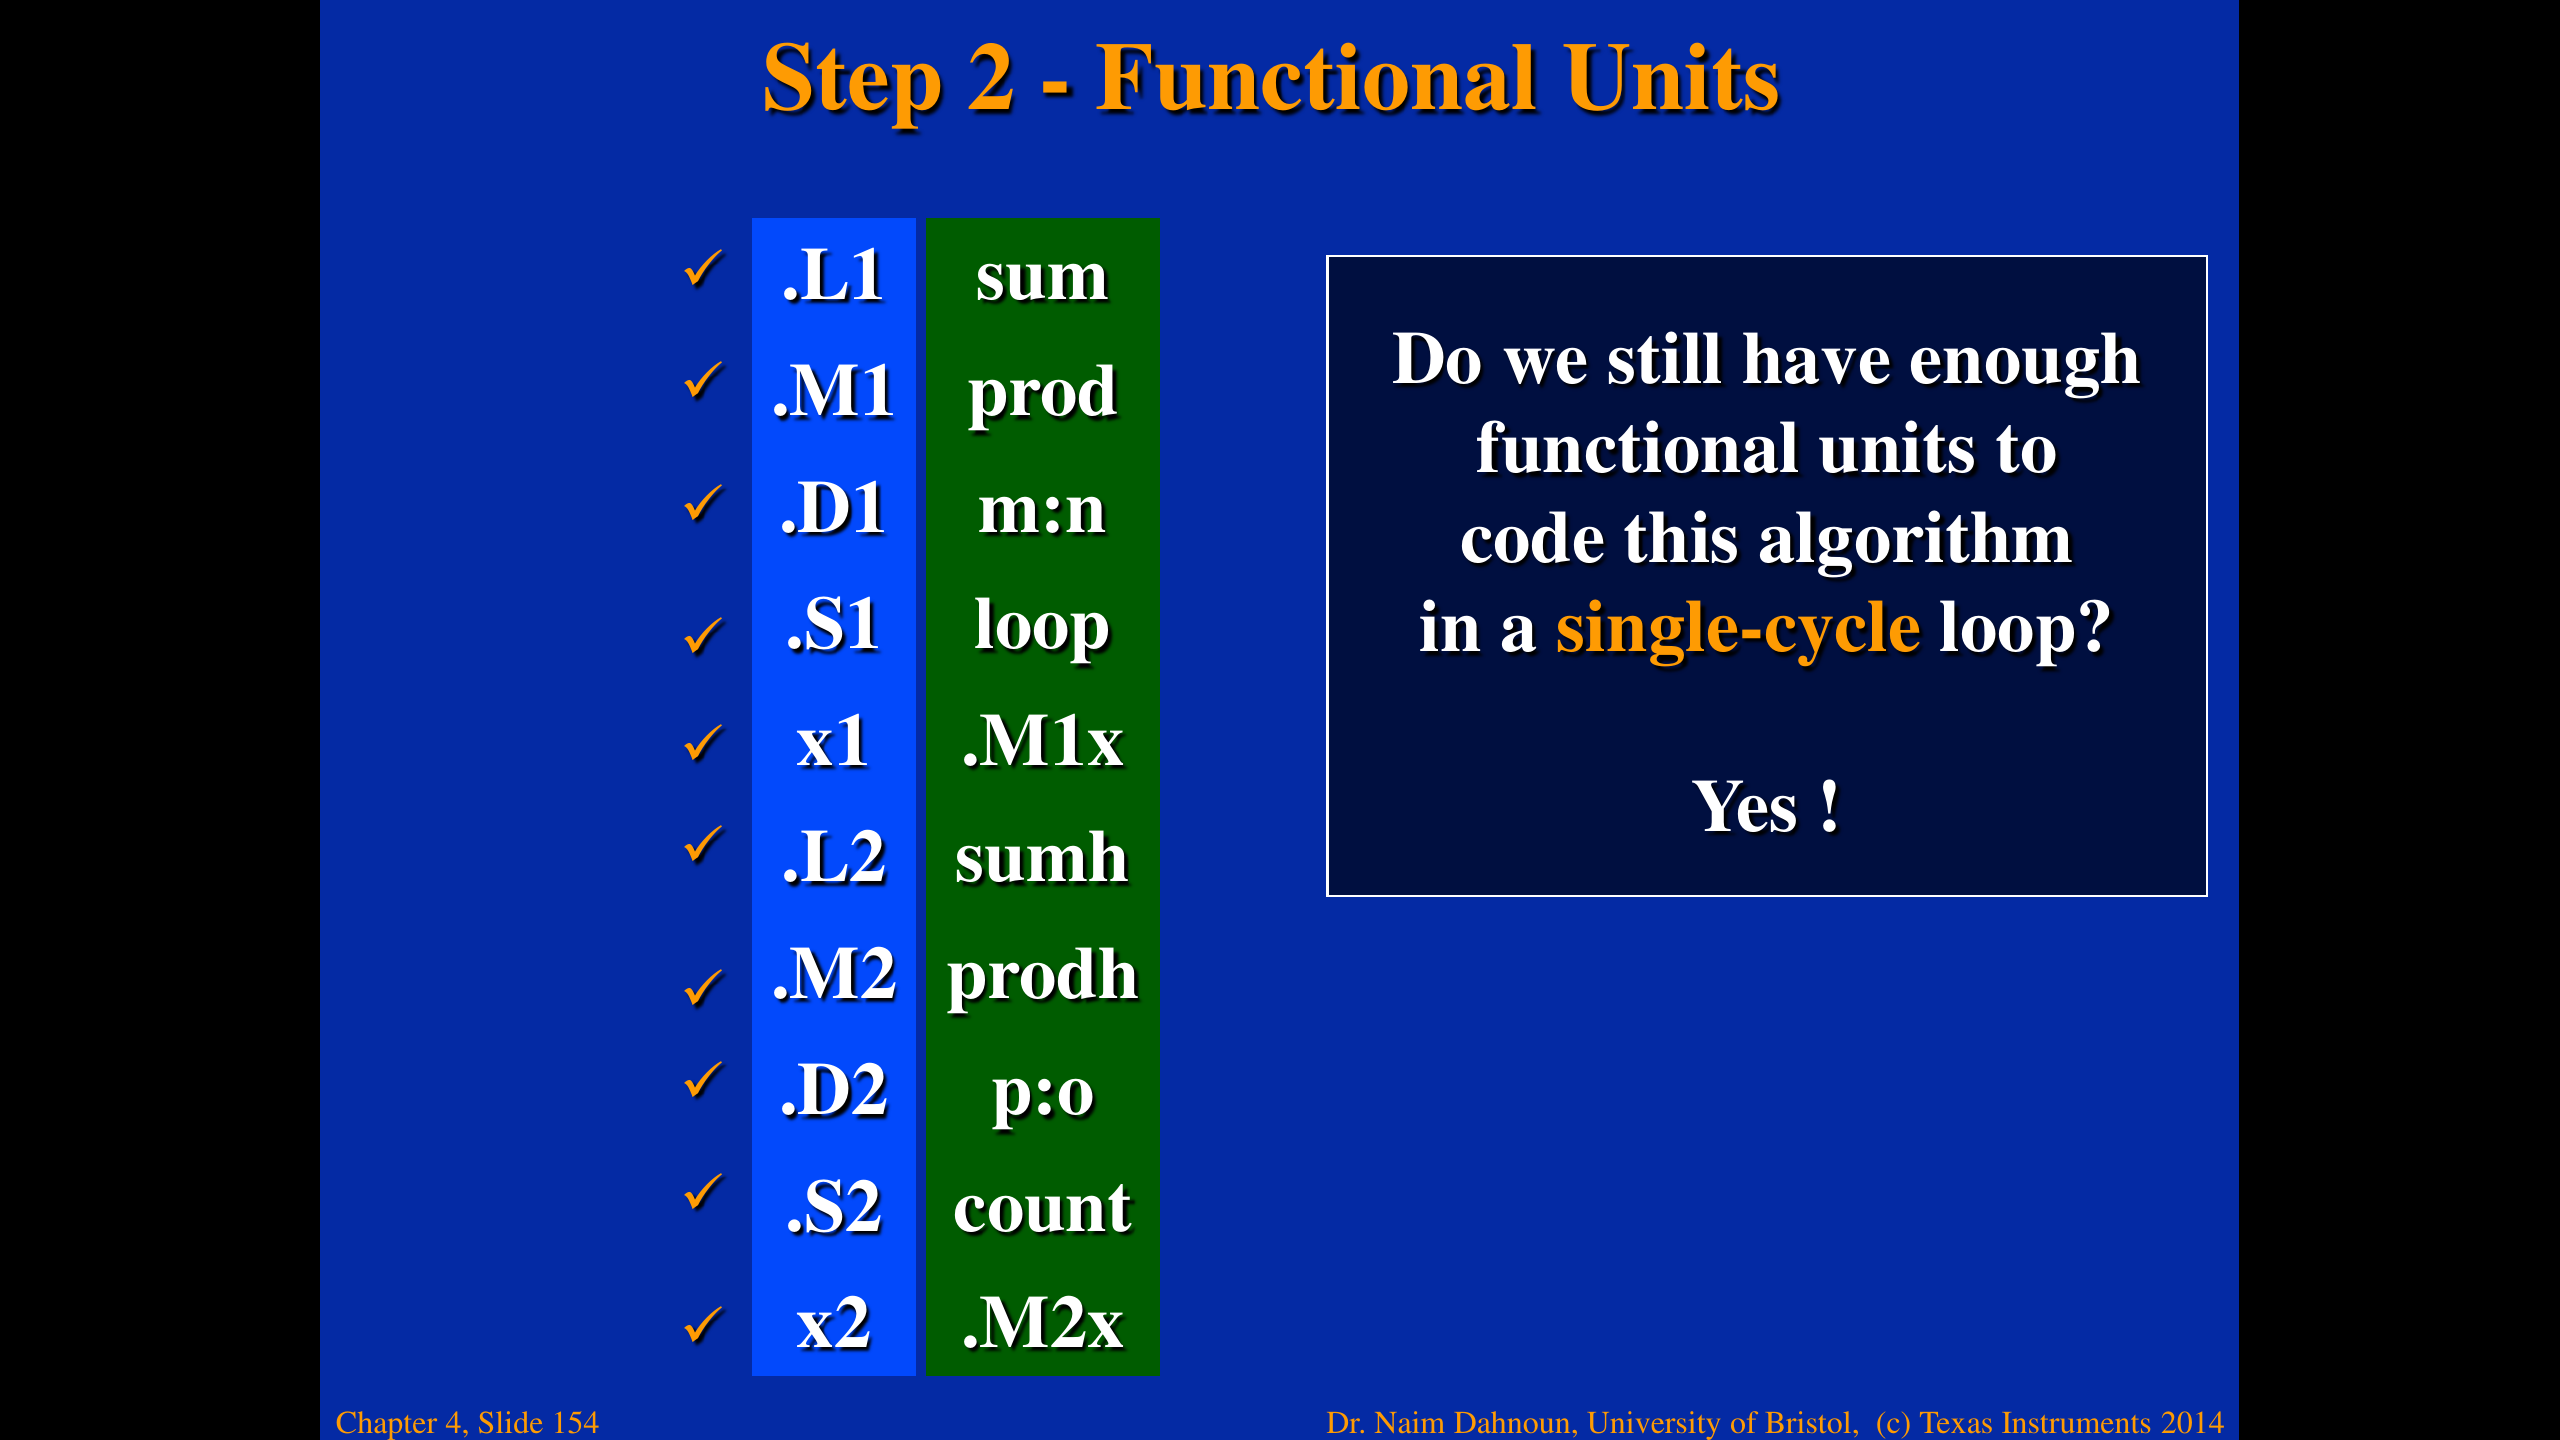 Step 2 - Functional Units
✓ .L1 sum
✓ .M1 prod
✓ .D1 m:n
✓ .S1 loop
✓ x1 .M1x
✓ .L2 sumh
✓ .M2 prodh
✓ .D2 p:o
✓ .S2 count
✓ x2 .M2x
Do we still have enough
functional units to
code this algorithm
in a single-cycle loop?
Yes !
Chapter 4, Slide 154
Dr. Naim Dahnoun, University of Bristol, (c) Texas Instruments 2014